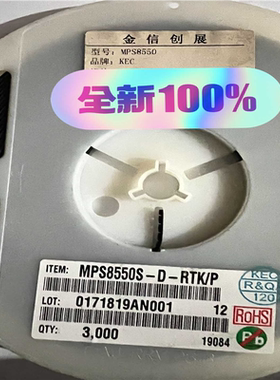 金信创展
型号: MPS8550
品牌: KEC
全新100%
ITEM: MPS8550S-D-RTK/P
LOT: 0171819AN001 12
QTY: 3,000 19084
KEC
R&Q
120
RoHS
Pb